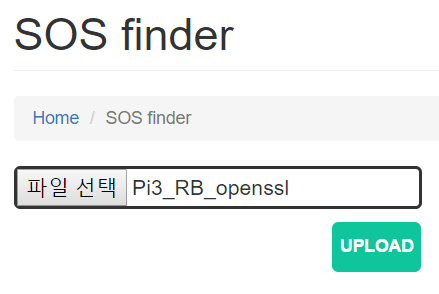 SOS finder
Home / SOS finder
파일 선택 Pi3_RB_openssl
UPLOAD